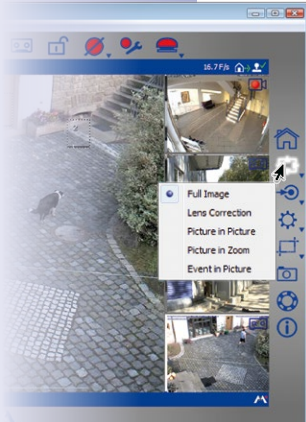 16.7 F/s
Full Image
Lens Correction
Picture in Picture
Picture in Zoom
Event in Picture